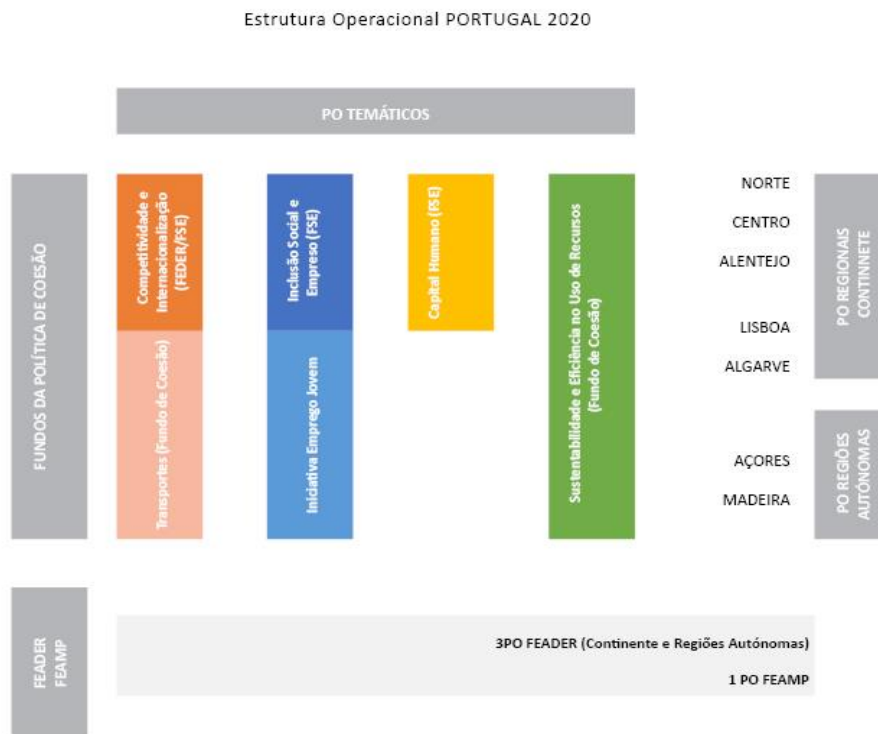 Estrutura Operacional PORTUGAL 2020
PO TEMÁTICOS
FUNDOS DA POLÍTICA DE COESÃO
Competitividade e
Internacionalização
(FEDER/FSE)
Transportes (Fundo de Coesão)
Inclusão Social e
Empreso (FSE)
Iniciativa Emprego Jovem
Capital Humano (FSE)
Sustentabilidade e Eficiência no Uso de Recursos
(Fundo de Coesão)
NORTE
CENTRO
ALENTEJO
LISBOA
ALGARVE
PO REGIONAIS
CONTINNETE
AÇORES
MADEIRA
PO REGIÕES
AUTÓNOMAS
FEADER
FEAMP
3PO FEADER (Continente e Regiões Autónomas)
1 PO FEAMP